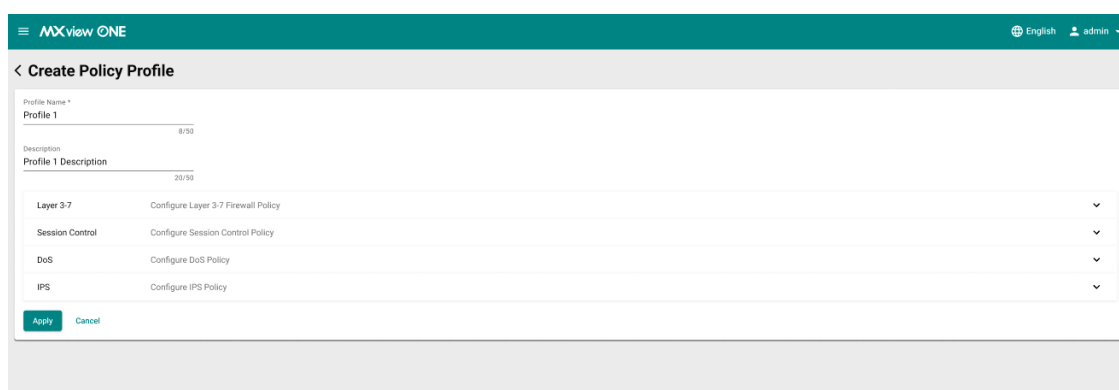 MXview ONE
English
admin
Create Policy Profile
Profile Name *
Profile 1
8/50
Description
Profile 1 Description
20/50
Layer 3-7 Configure Layer 3-7 Firewall Policy
Session Control Configure Session Control Policy
DoS Configure DoS Policy
IPS Configure IPS Policy
Apply Cancel